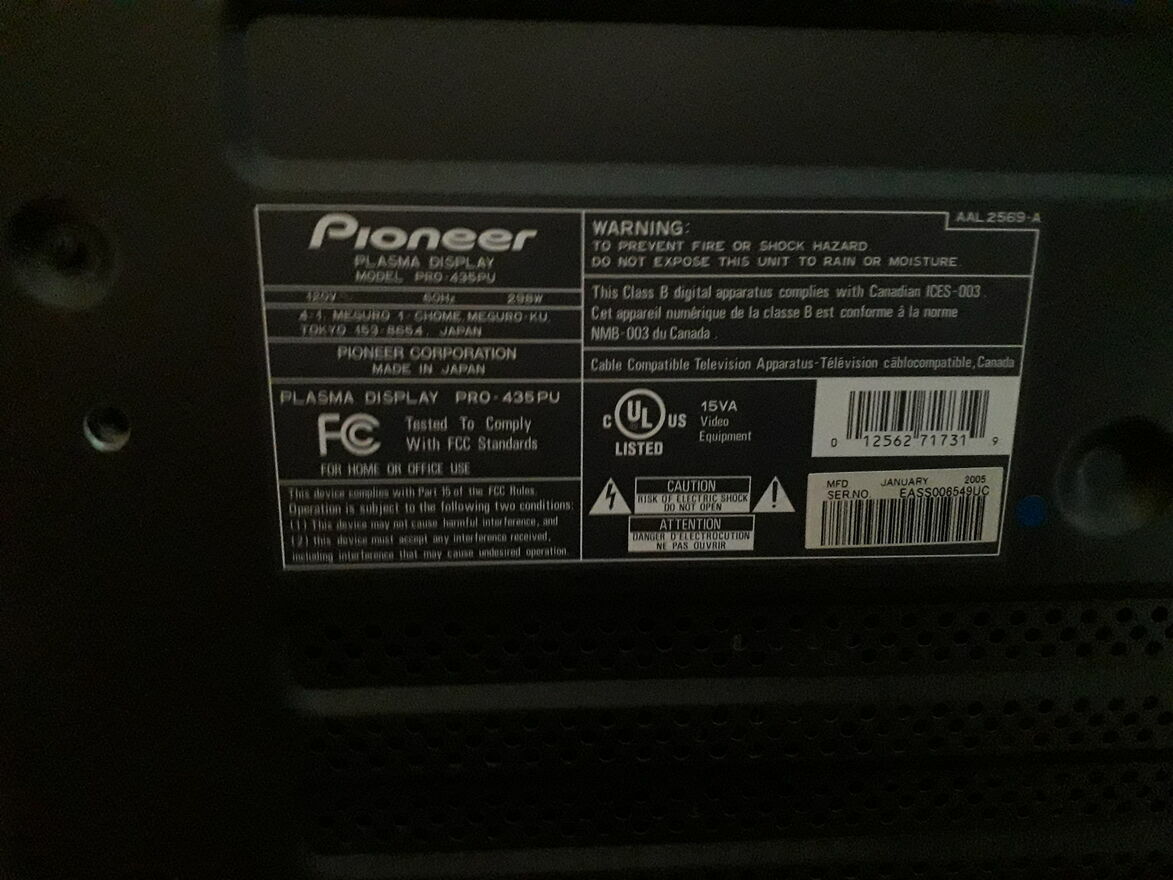 Pioneer
PLASMA DISPLAY
MODEL PRO-435PU
120V 60Hz 298W
4-1, MEGURO 1-CHOME, MEGURO-KU,
TOKYO 153-8654, JAPAN
PIONEER CORPORATION
MADE IN JAPAN
PLASMA DISPLAY PRO-435PU
FC Tested To Comply
With FCC Standards
FOR HOME OR OFFICE USE
This device complies with Part 15 of the FCC Rules.
Operation is subject to the following two conditions:
(1) This device may not cause harmful interference, and
(2) this device must accept any interference received,
including interference that may cause undesired operation.
AAL2569-A
WARNING:
TO PREVENT FIRE OR SHOCK HAZARD.
DO NOT EXPOSE THIS UNIT TO RAIN OR MOISTURE.
This Class B digital apparatus complies with Canadian ICES-003.
Cet appareil numérique de la classe B est conforme à la norme
NMB-003 du Canada.
Cable Compatible Television Apparatus-Télévision câblocompatible, Canada
C UL US
LISTED
15VA
Video
Equipment
0 12562 71731 9
CAUTION
RISK OF ELECTRIC SHOCK
DO NOT OPEN
ATTENTION
DANGER D'ELECTROCUTION
NE PAS OUVRIR
MFD JANUARY 2005
SER.NO. EASS006549UC